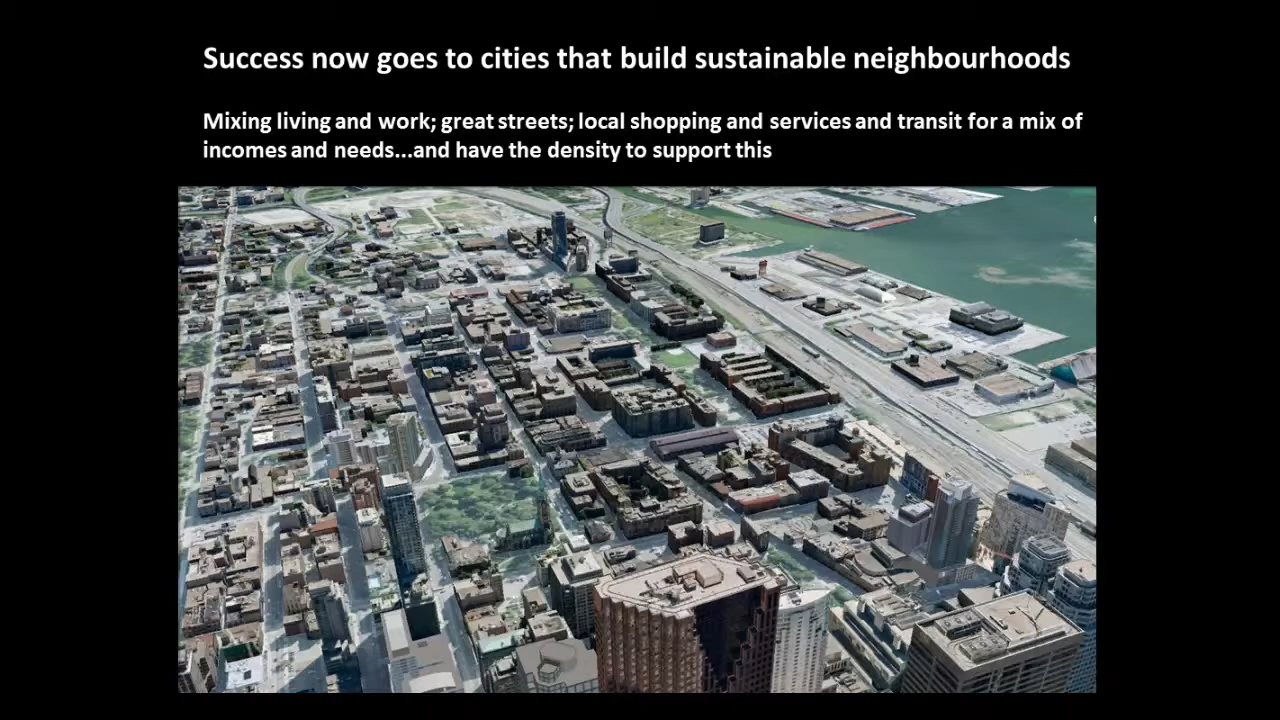 Success now goes to cities that build sustainable neighbourhoods
Mixing living and work; great streets; local shopping and services and transit for a mix of
incomes and needs...and have the density to support this